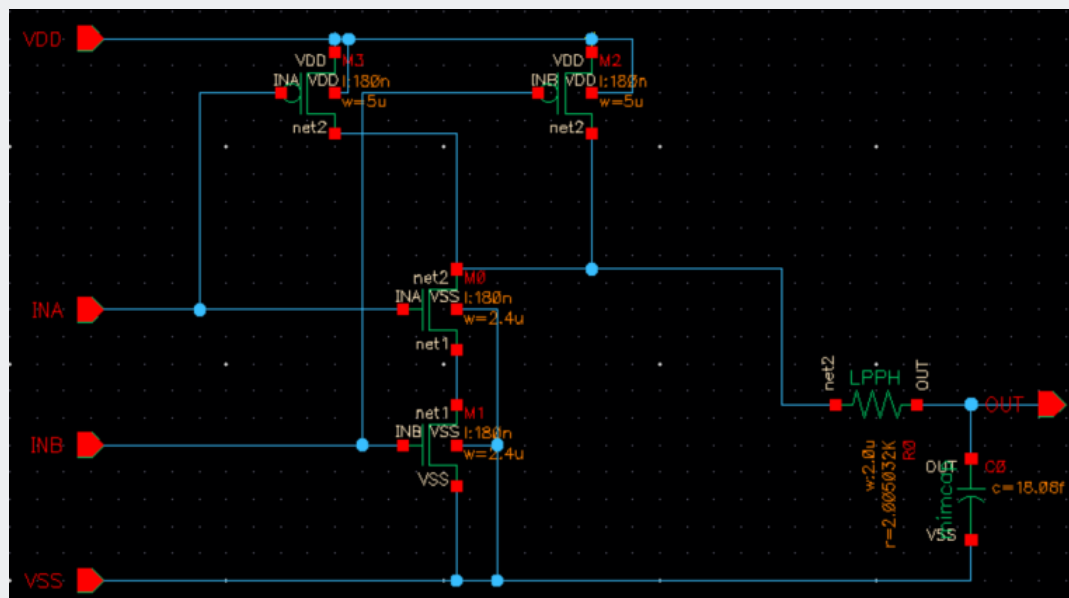 VDD
VDD M3
INA VDD l:180n
w=5u
net2
VDD M2
INB VDD l:180n
w=5u
net2
INA
net2 M0
INA VSS l:180n
w=2.4u
net1
INB
net1 M1
INB VSS l:180n
w=2.4u
VSS
net2
LPPH
OUT
w:2.0u
r=2.005032K
R0
OUT
OUT C0
mimcap
c=18.08f
VSS
VSS